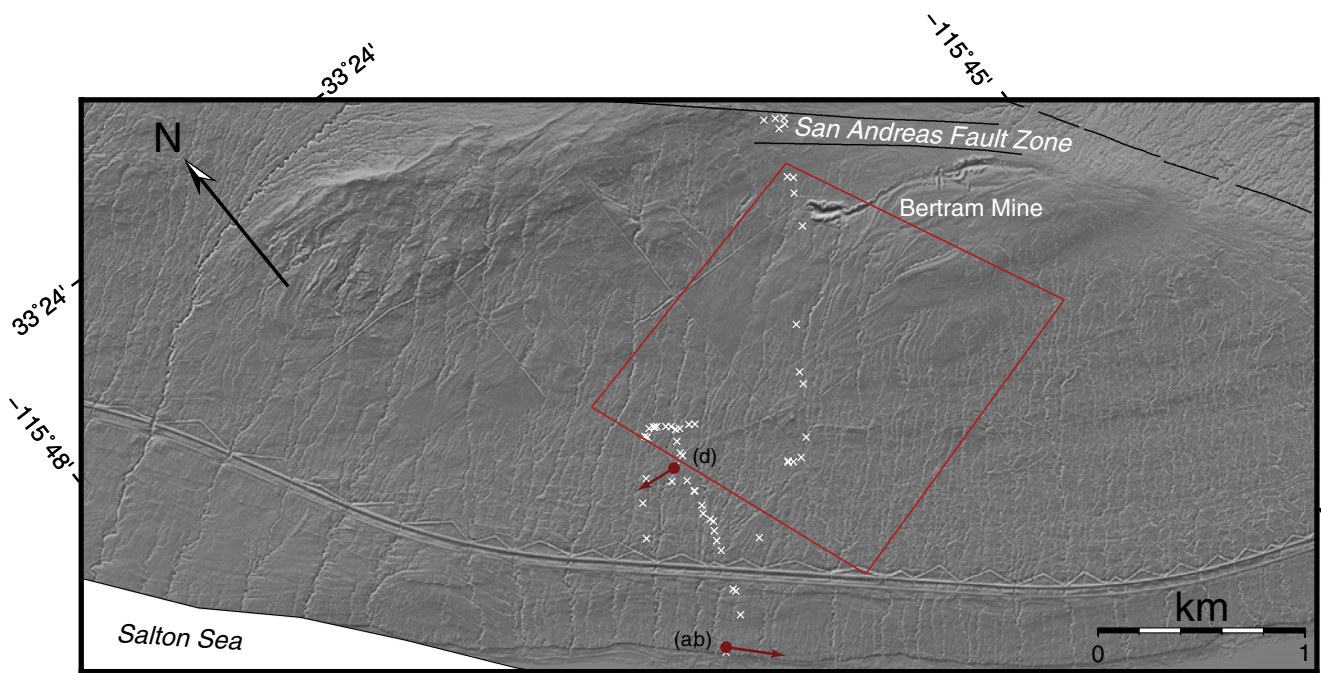 33°24'
-115°45'
N
San Andreas Fault Zone
Bertram Mine
33°24'
-115°48'
(d)
(ab)
Salton Sea
km
0 1